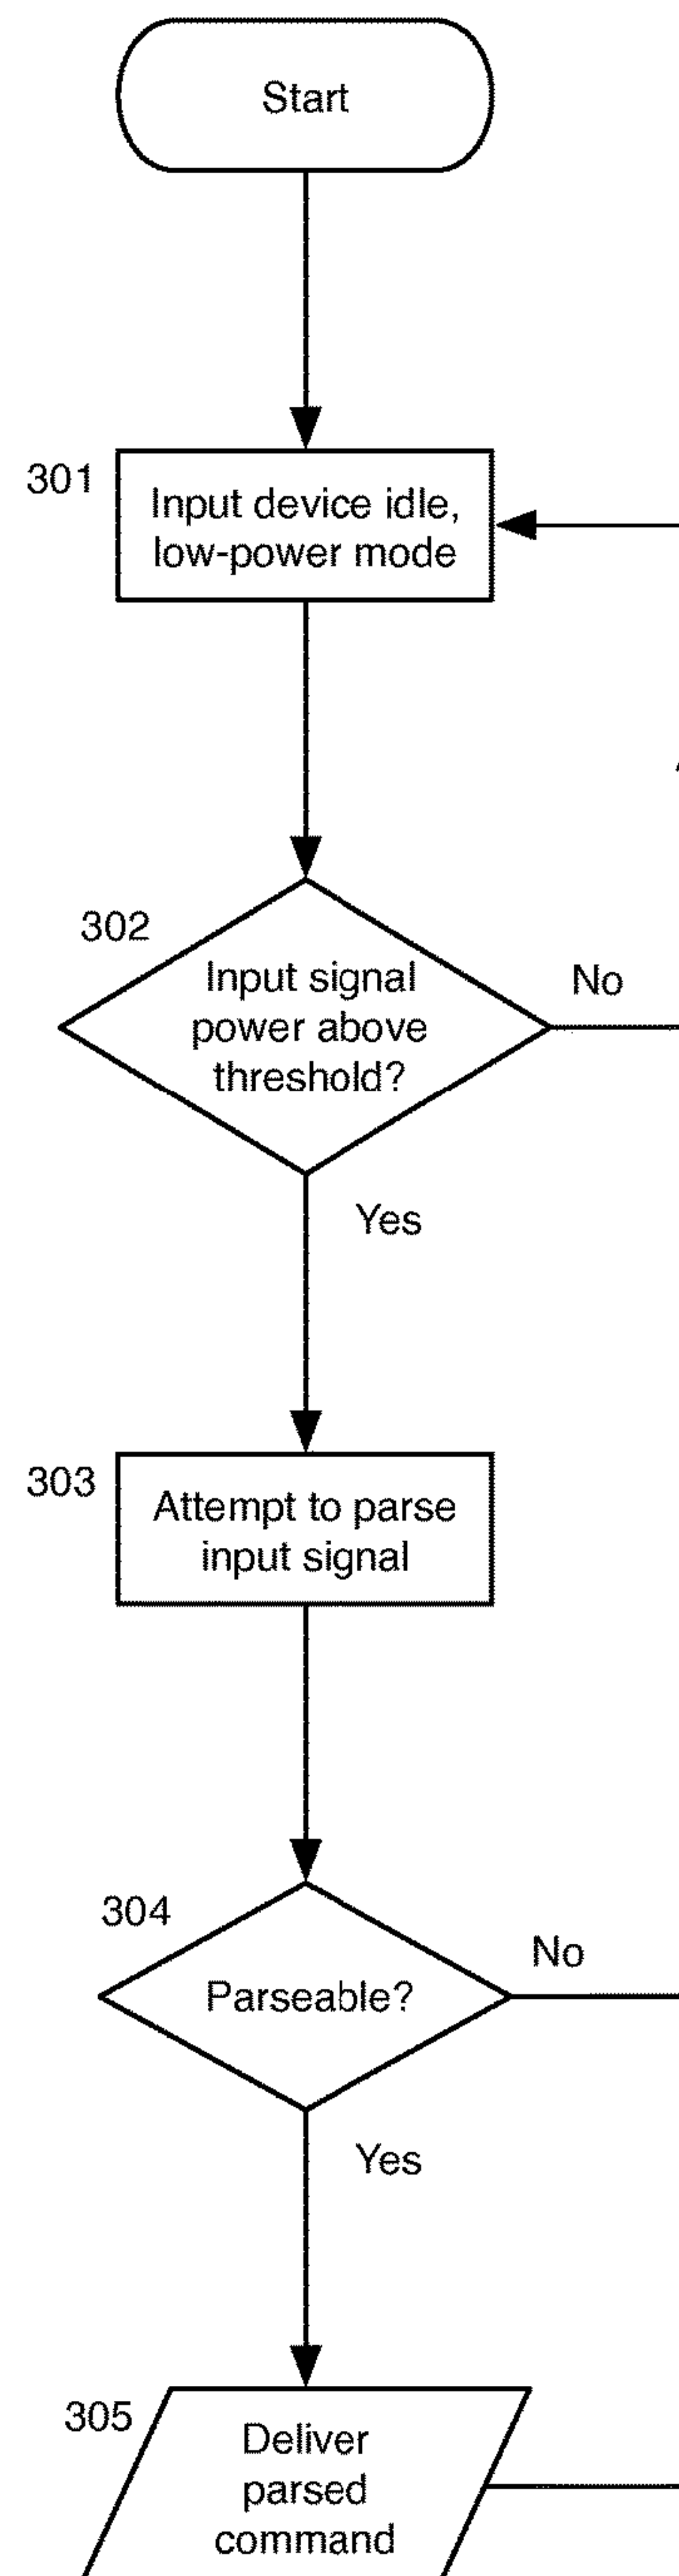 Start
301
Input device idle,
low-power mode
302
Input signal
power above
threshold?
No
Yes
303
Attempt to parse
input signal
304
Parseable?
No
Yes
305
Deliver
parsed
command